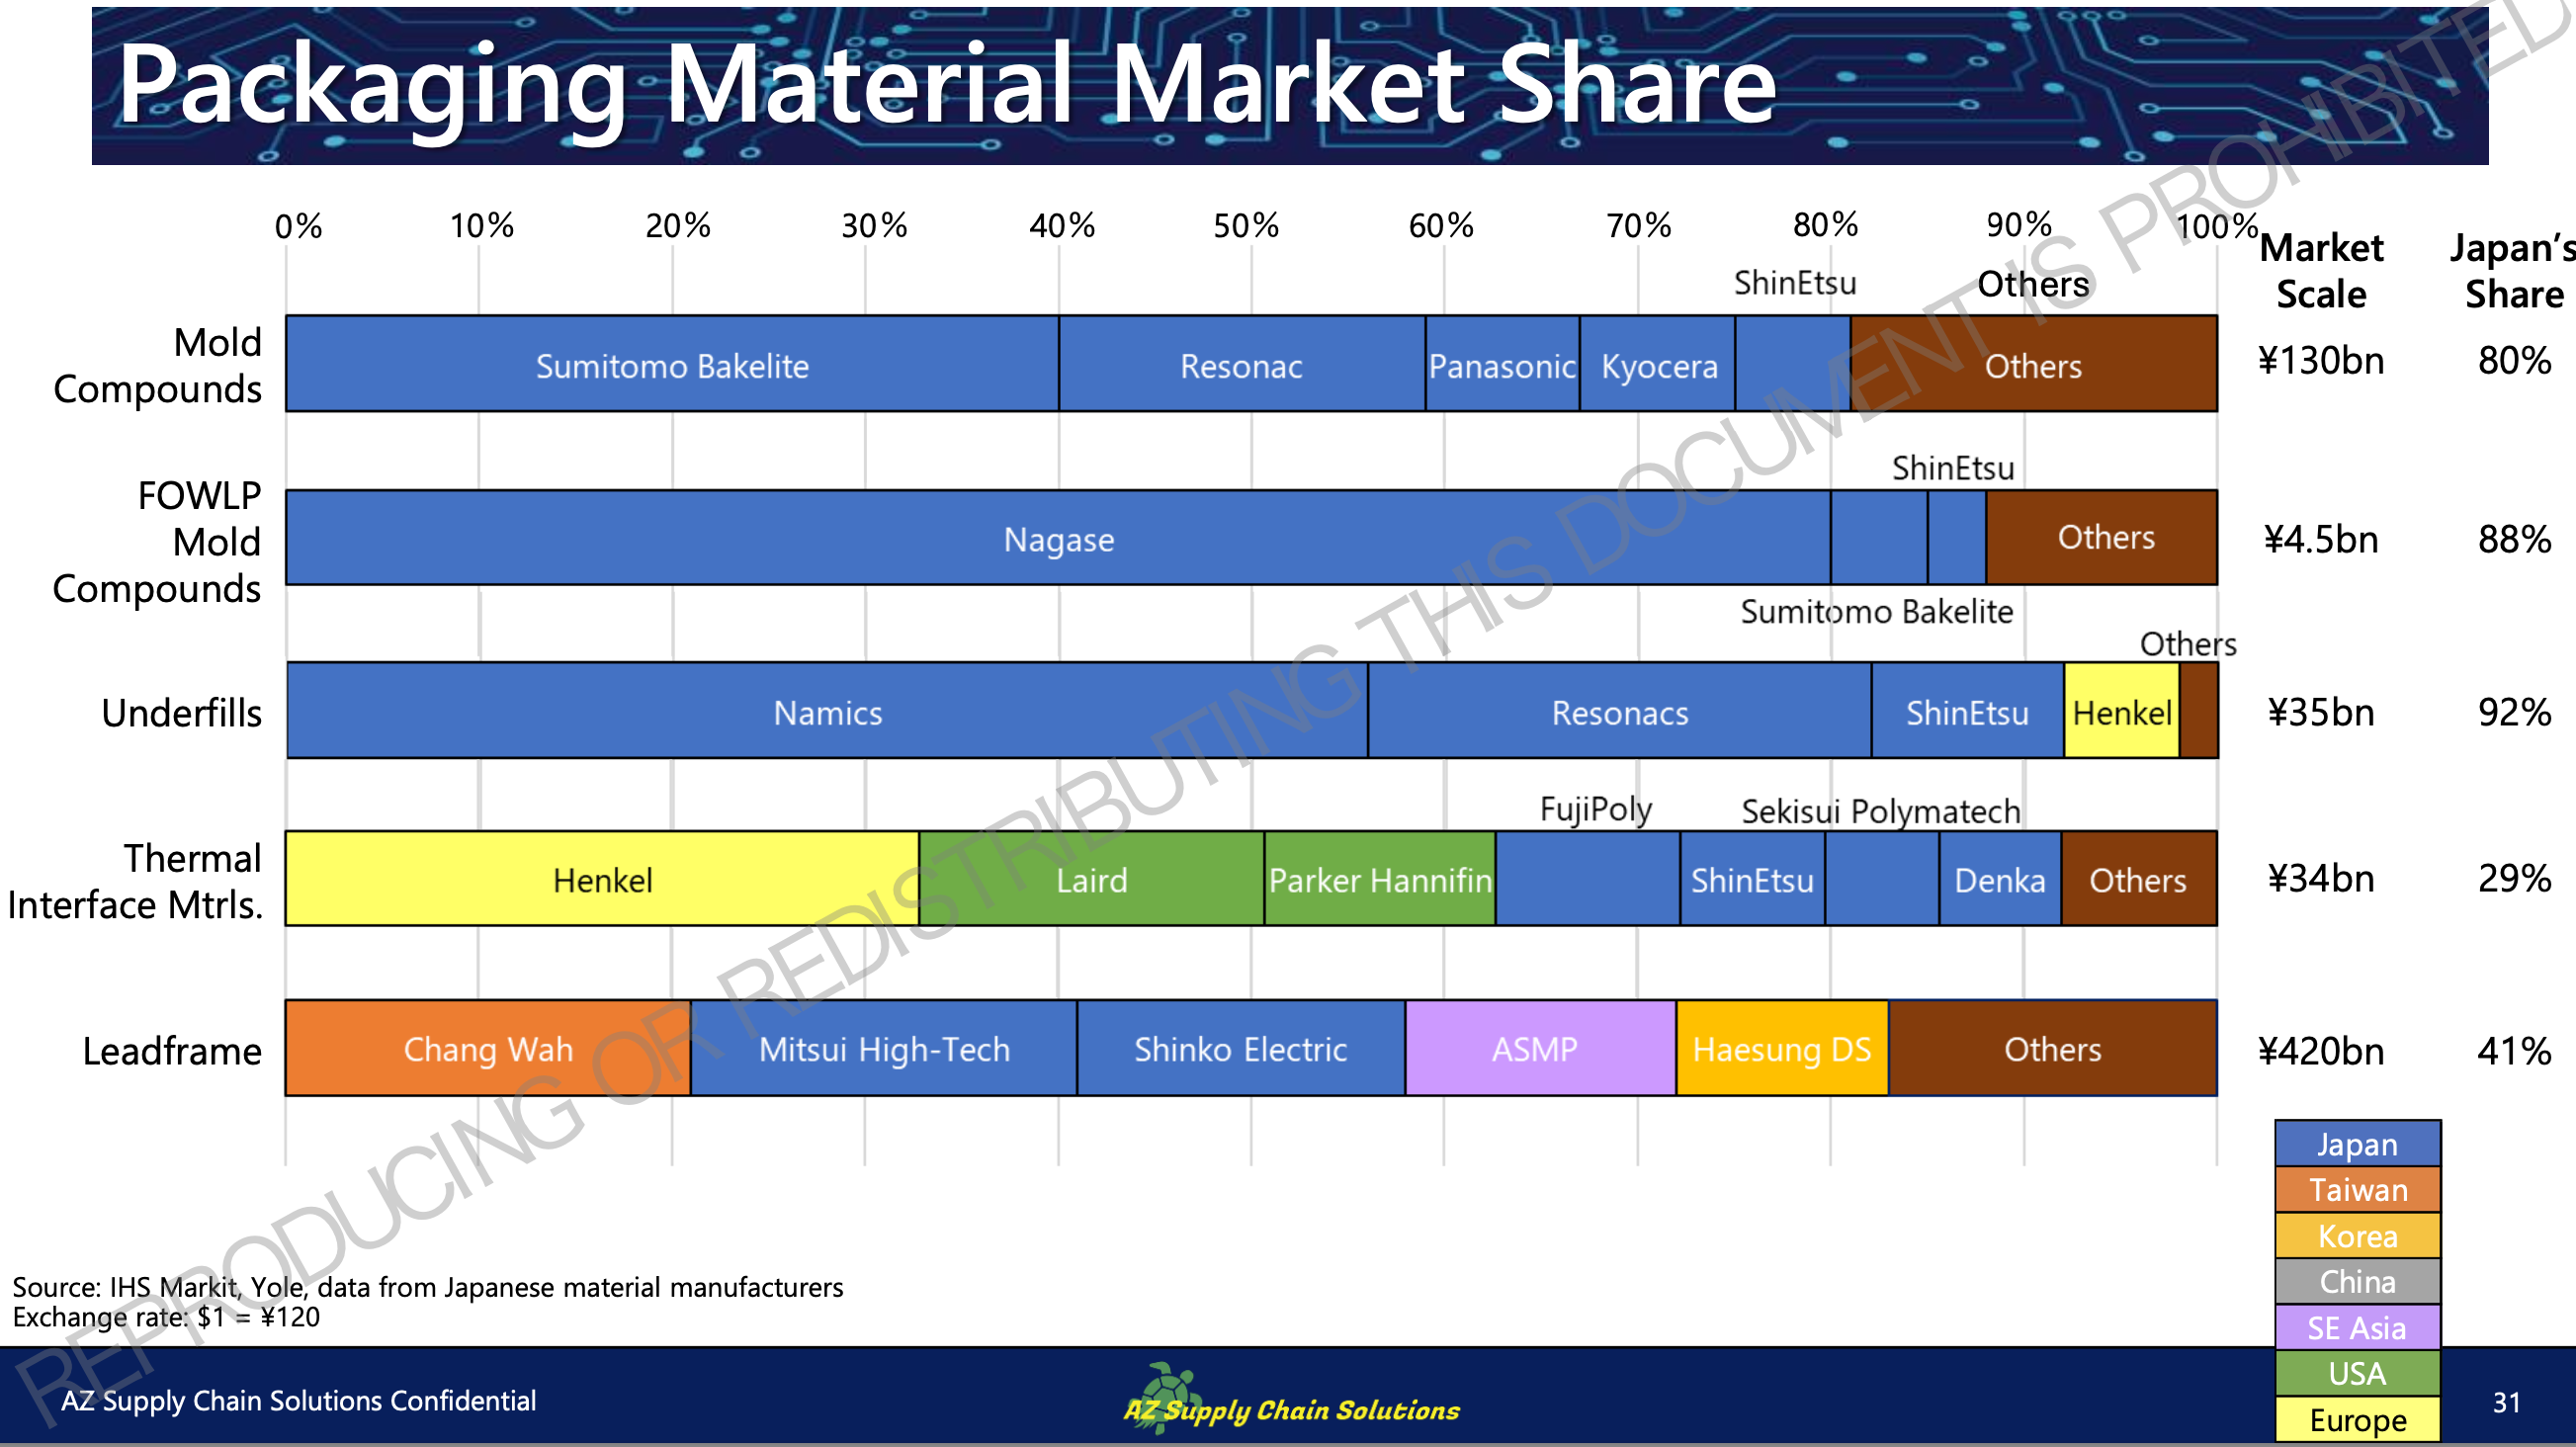 Packaging Material Market Share
0% 10% 20% 30% 40% 50% 60% 70% 80% 90% 100%
Market Scale
Japan's Share
ShinEtsu Others
Mold Compounds
Sumitomo Bakelite Resonac Panasonic Kyocera Others
¥130bn 80%
ShinEtsu
FOWLP Mold Compounds
Nagase Others
¥4.5bn 88%
Sumitomo Bakelite
Others
Underfills
Namics Resonacs ShinEtsu Henkel
¥35bn 92%
FujiPoly Sekisui Polymatech
Thermal Interface Mtrls.
Henkel Laird Parker Hannifin ShinEtsu Denka Others
¥34bn 29%
Leadframe
Chang Wah Mitsui High-Tech Shinko Electric ASMP Haesung DS Others
¥420bn 41%
Japan
Taiwan
Korea
China
SE Asia
USA
Europe
Source: IHS Markit, Yole, data from Japanese material manufacturers
Exchange rate: $1 = ¥120
AZ Supply Chain Solutions Confidential
AZ Supply Chain Solutions
31
REPRODUCING OR REDISTRIBUTING THIS DOCUMENT IS PROHIBITED